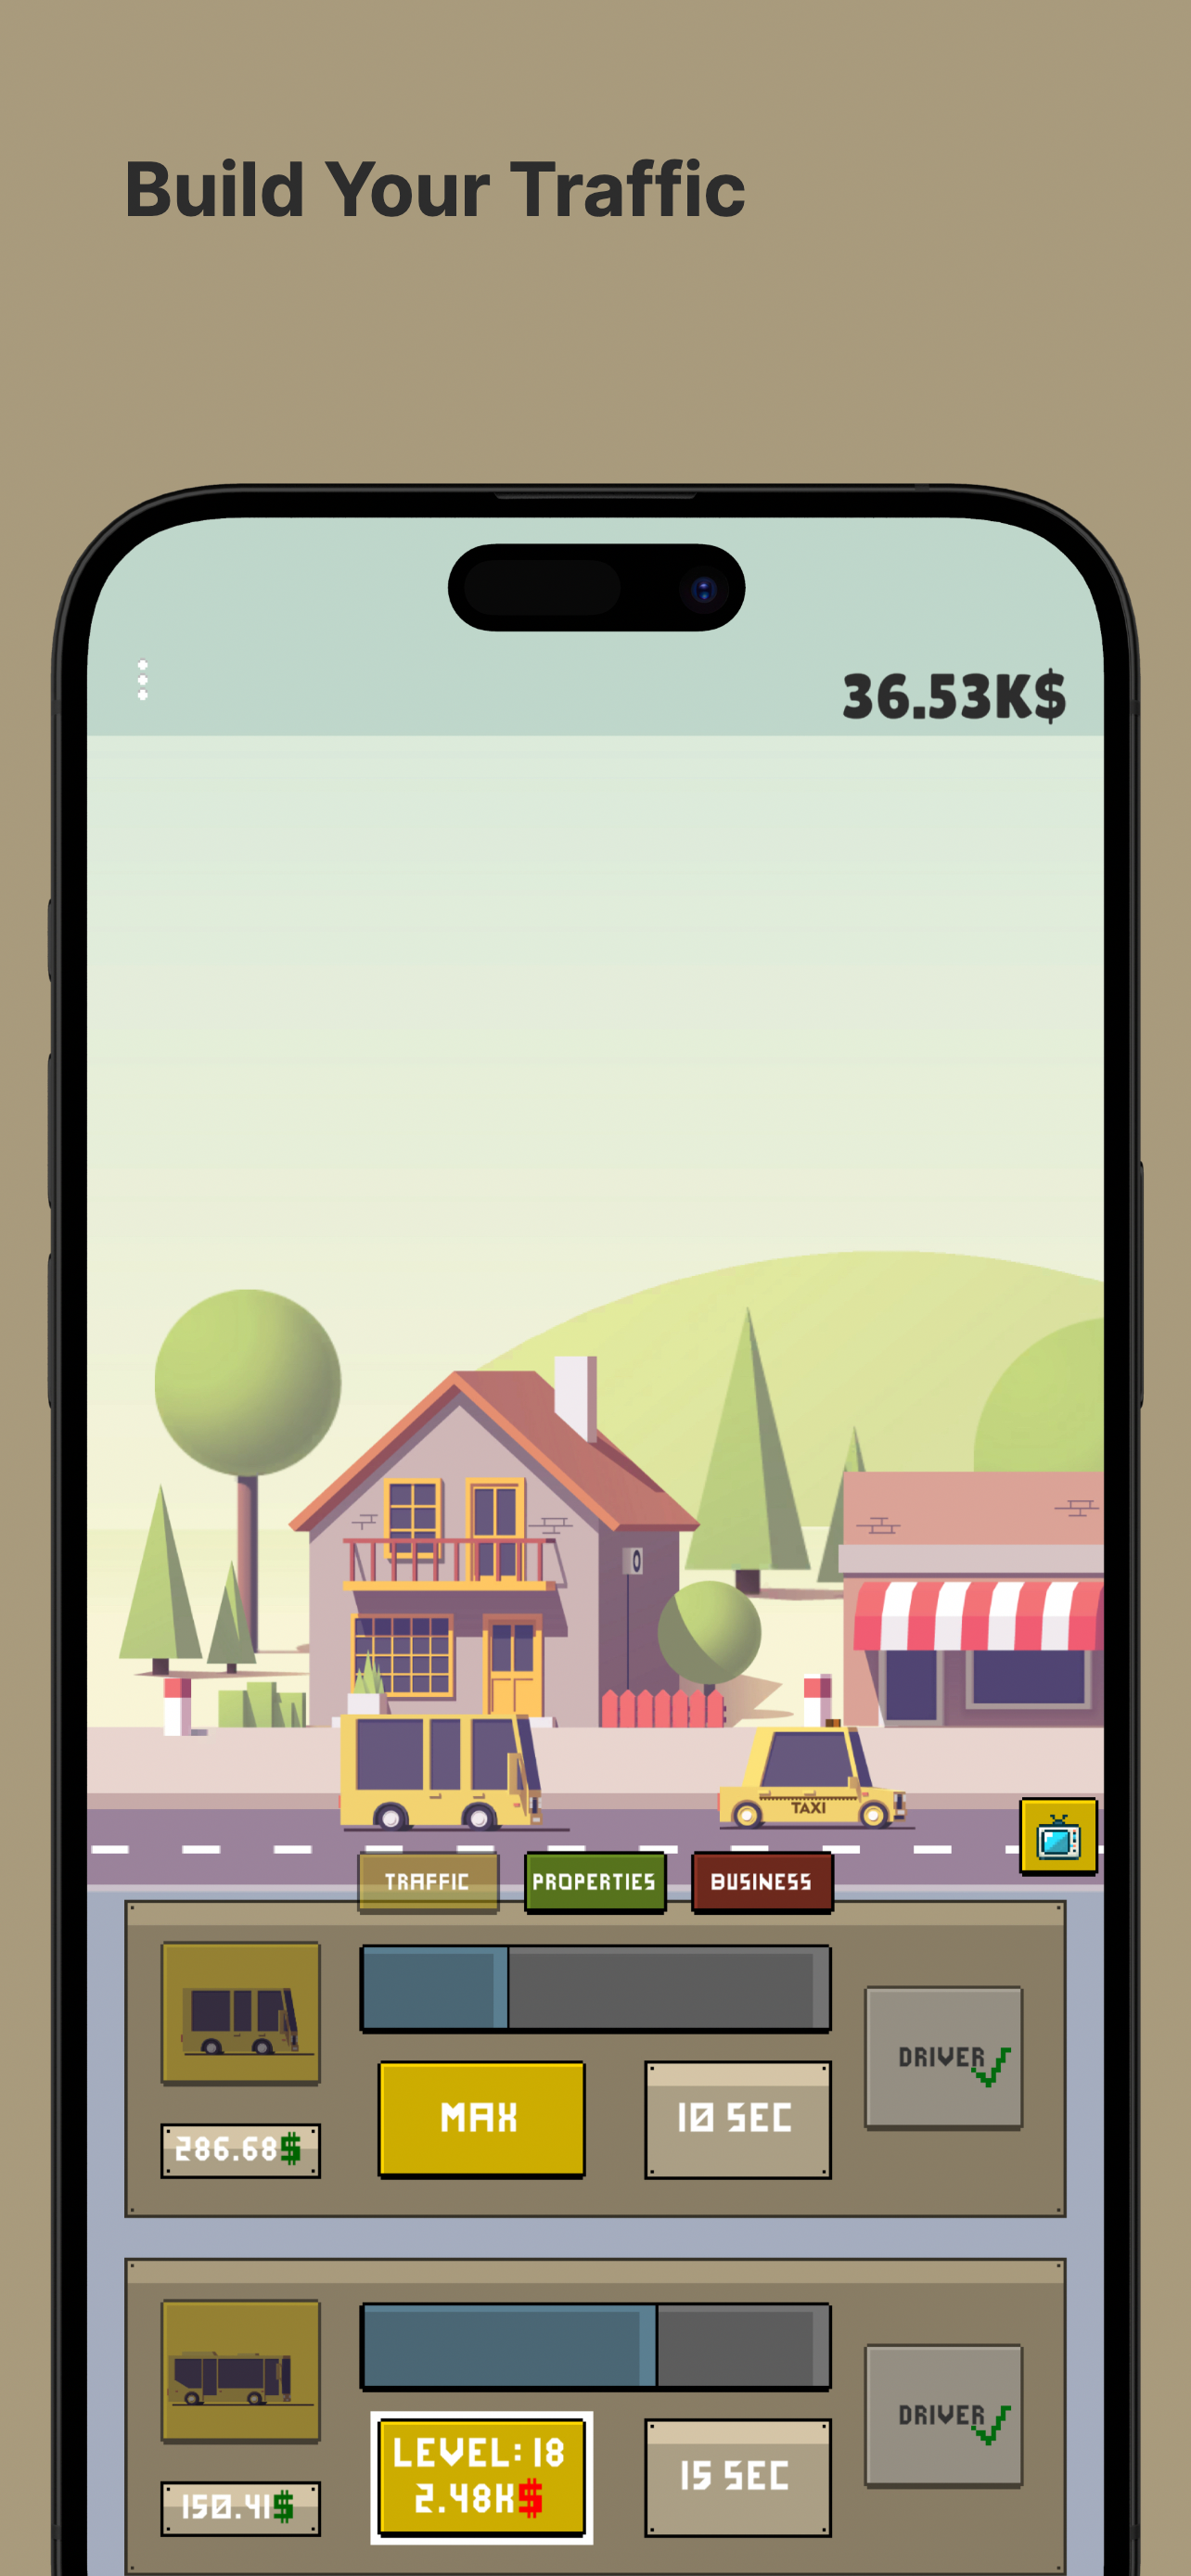 Build Your Traffic
36.53K$
TAXI
TRAFFIC
PROPERTIES
BUSINESS
DRIVER
MAX
10 SEC
286.68$
DRIVER
LEVEL: 18
2.48K$
15 SEC
150.41$